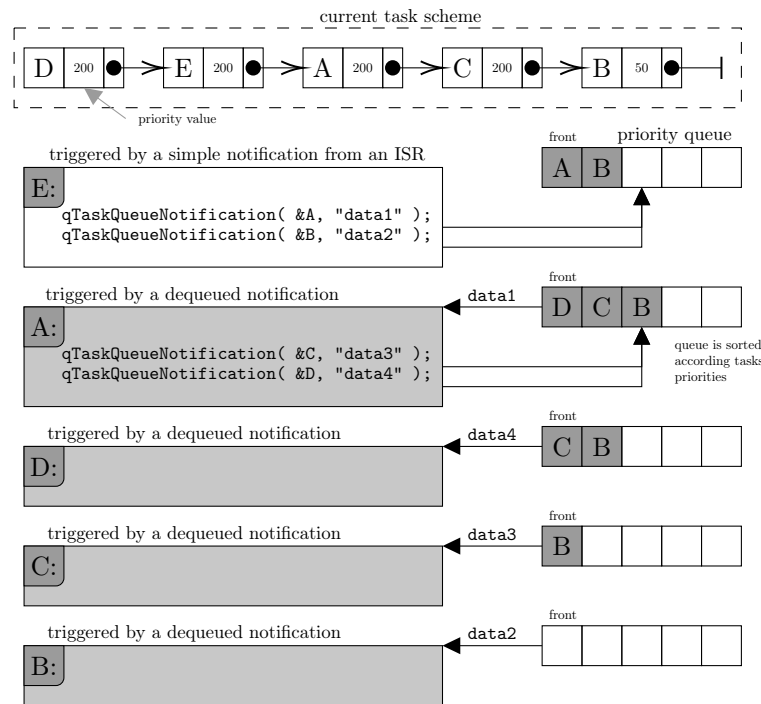 current task scheme
D 200 E 200 A 200 C 200 B 50
priority value
front priority queue
triggered by a simple notification from an ISR
A B
E:
qTaskQueueNotification( &A, "data1" );
qTaskQueueNotification( &B, "data2" );
front
triggered by a dequeued notification data1
D C B
A:
queue is sorted
according tasks
priorities
qTaskQueueNotification( &C, "data3" );
qTaskQueueNotification( &D, "data4" );
front
triggered by a dequeued notification data4
C B
D:
front
triggered by a dequeued notification data3
B
C:
front
triggered by a dequeued notification data2
B: